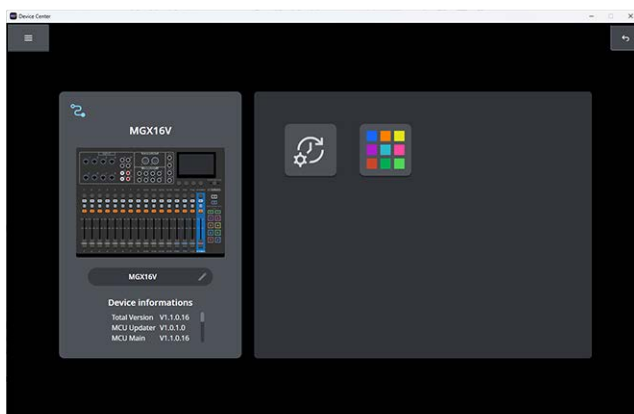 Device Center
MGX16V
MGX16V
Device informations
Total Version V1.1.0.16
MCU Updater V1.0.1.0
MCU Main V1.1.0.16